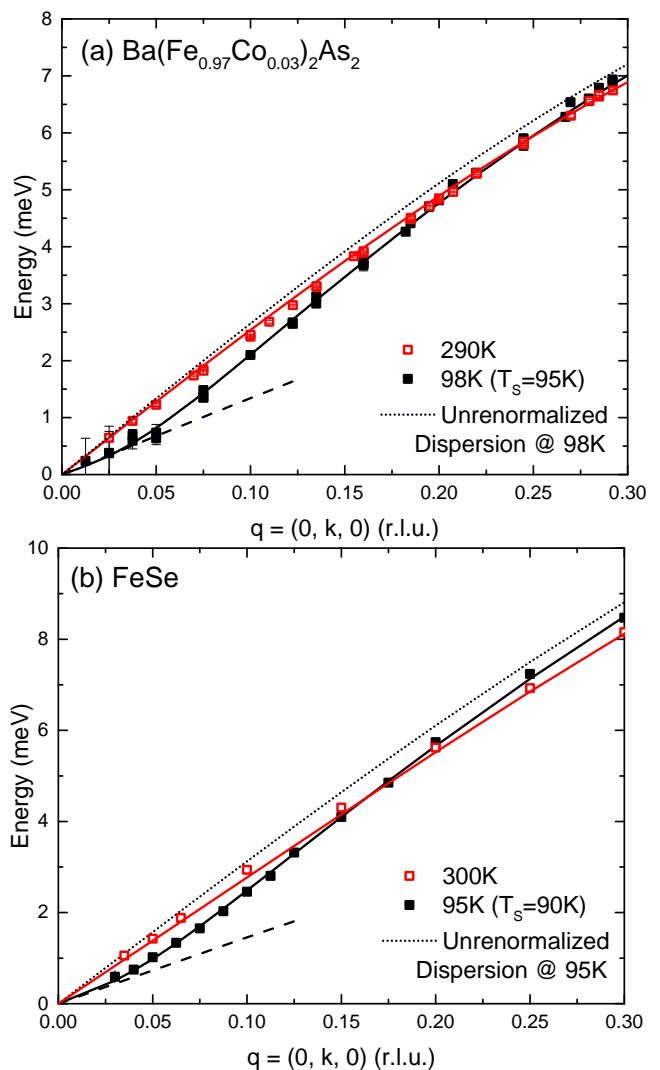 (a) Ba(Fe0.97Co0.03)2As2
8
7
6
5
4
3
2
1
0
Energy (meV)
290K
98K (TS=95K)
Unrenormalized
Dispersion @ 98K
0.00 0.05 0.10 0.15 0.20 0.25 0.30
q = (0, k, 0) (r.l.u.)
(b) FeSe
10
8
6
4
2
0
Energy (meV)
300K
95K (TS=90K)
Unrenormalized
Dispersion @ 95K
0.00 0.05 0.10 0.15 0.20 0.25 0.30
q = (0, k, 0) (r.l.u.)